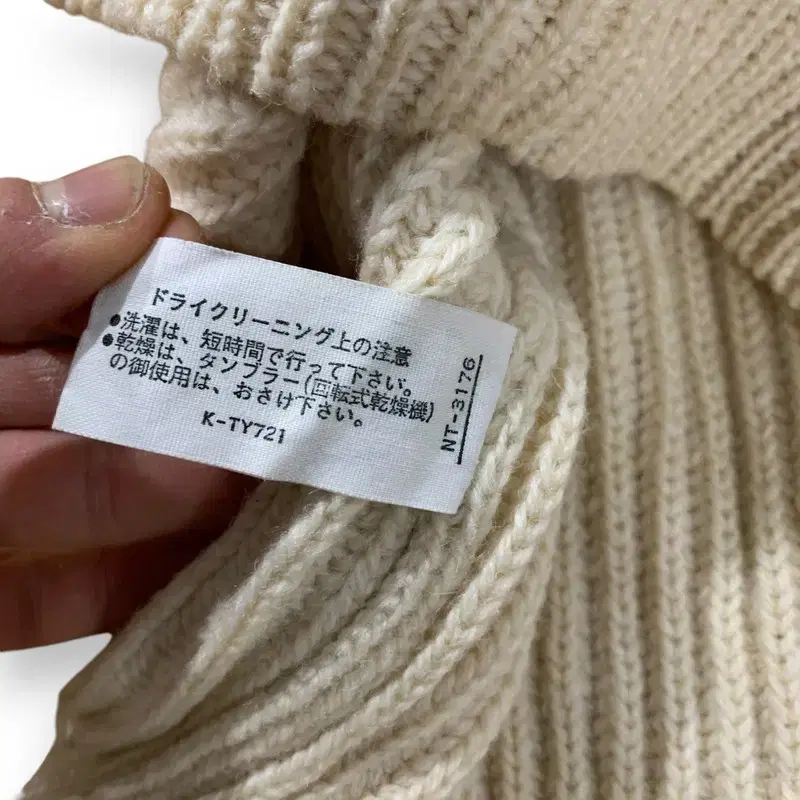 ドライクリーニング上の注意
●洗濯は、短時間で行って下さい。
●乾燥は、タンブラー(回転式乾燥機)
の御使用は、おさけ下さい。
K-TY721
NT-3176